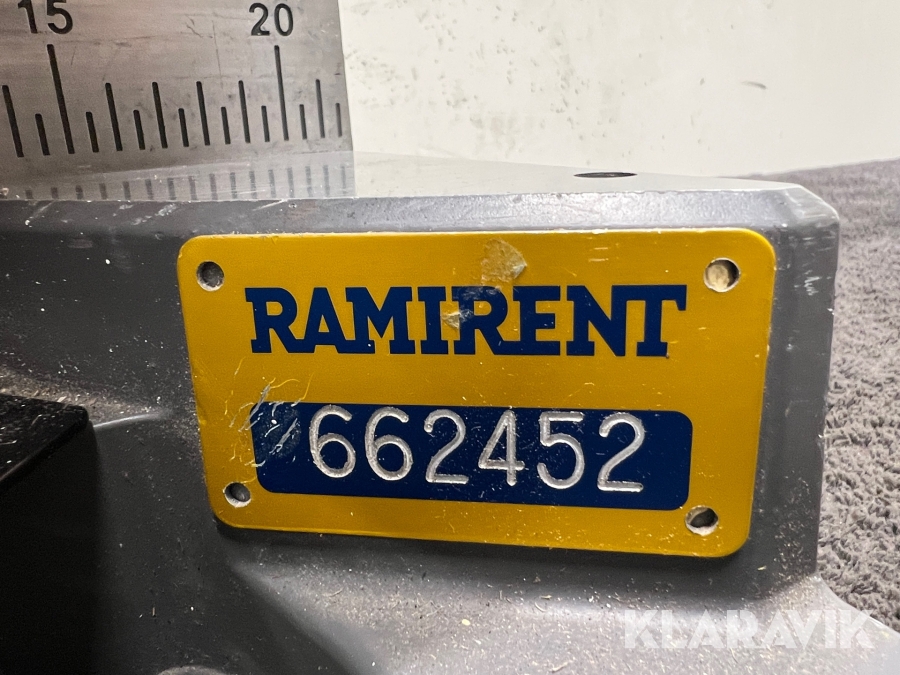 15 20
RAMIRENT
662452
KLARAVIK